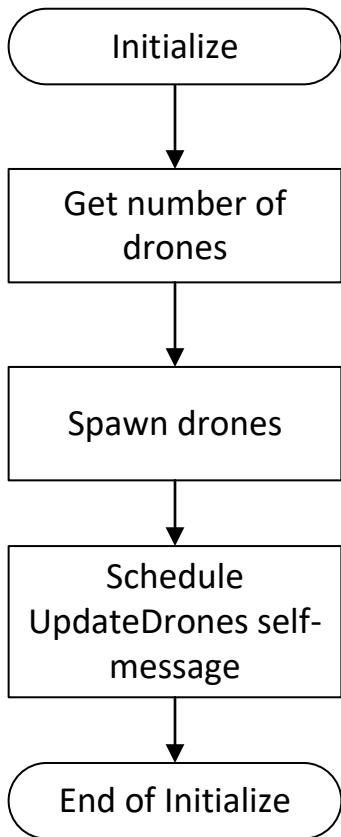 Initialize
Get number of
drones
Spawn drones
Schedule
UpdateDrones self-
message
End of Initialize